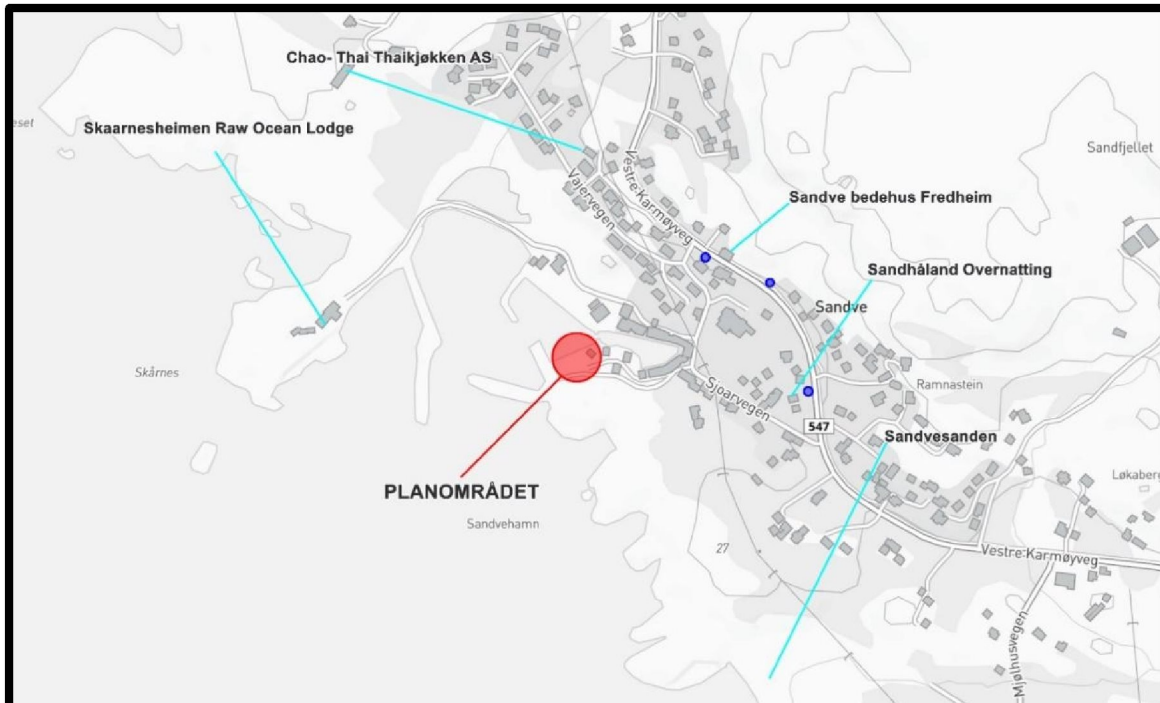 Chao- Thai Thaikjøkken AS
Skaarnesheimen Raw Ocean Lodge
Sandfjellet
Vestre Karmøyveg
Vaiervegen
Sandve bedehus Fredheim
Sandhåland Overnatting
Sandve
Skårnes
Ramnastein
Sjoarvegen
547
Sandvesanden
Løkaberg
PLANOMRÅDET
Sandvehamn
27
Vestre Karmøyveg
Mjølhusvegen